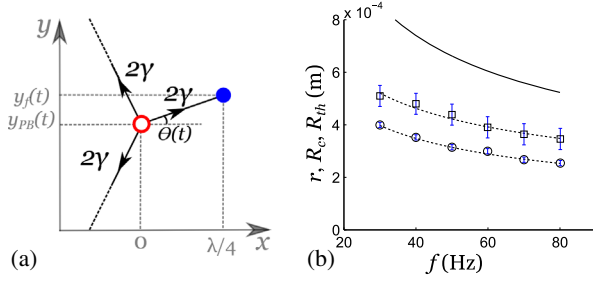 y
2γ
2γ
y_f(t)
y_PB(t)
Θ(t)
2γ
0
λ/4
x
(a)
8 x 10^-4
6
4
2
0
r, R_c, R_th (m)
20 40 60 80
f (Hz)
(b)